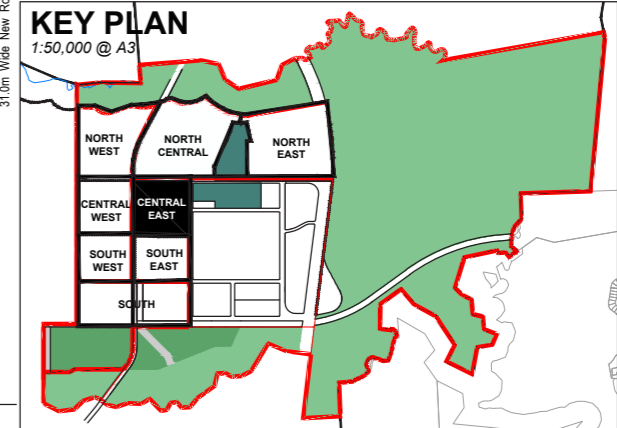 31.0m Wide New Ro
KEY PLAN
1:50,000 @ A3
NORTH
WEST
NORTH
CENTRAL
NORTH
EAST
CENTRAL
WEST
CENTRAL
EAST
SOUTH
WEST
SOUTH
EAST
SOUTH